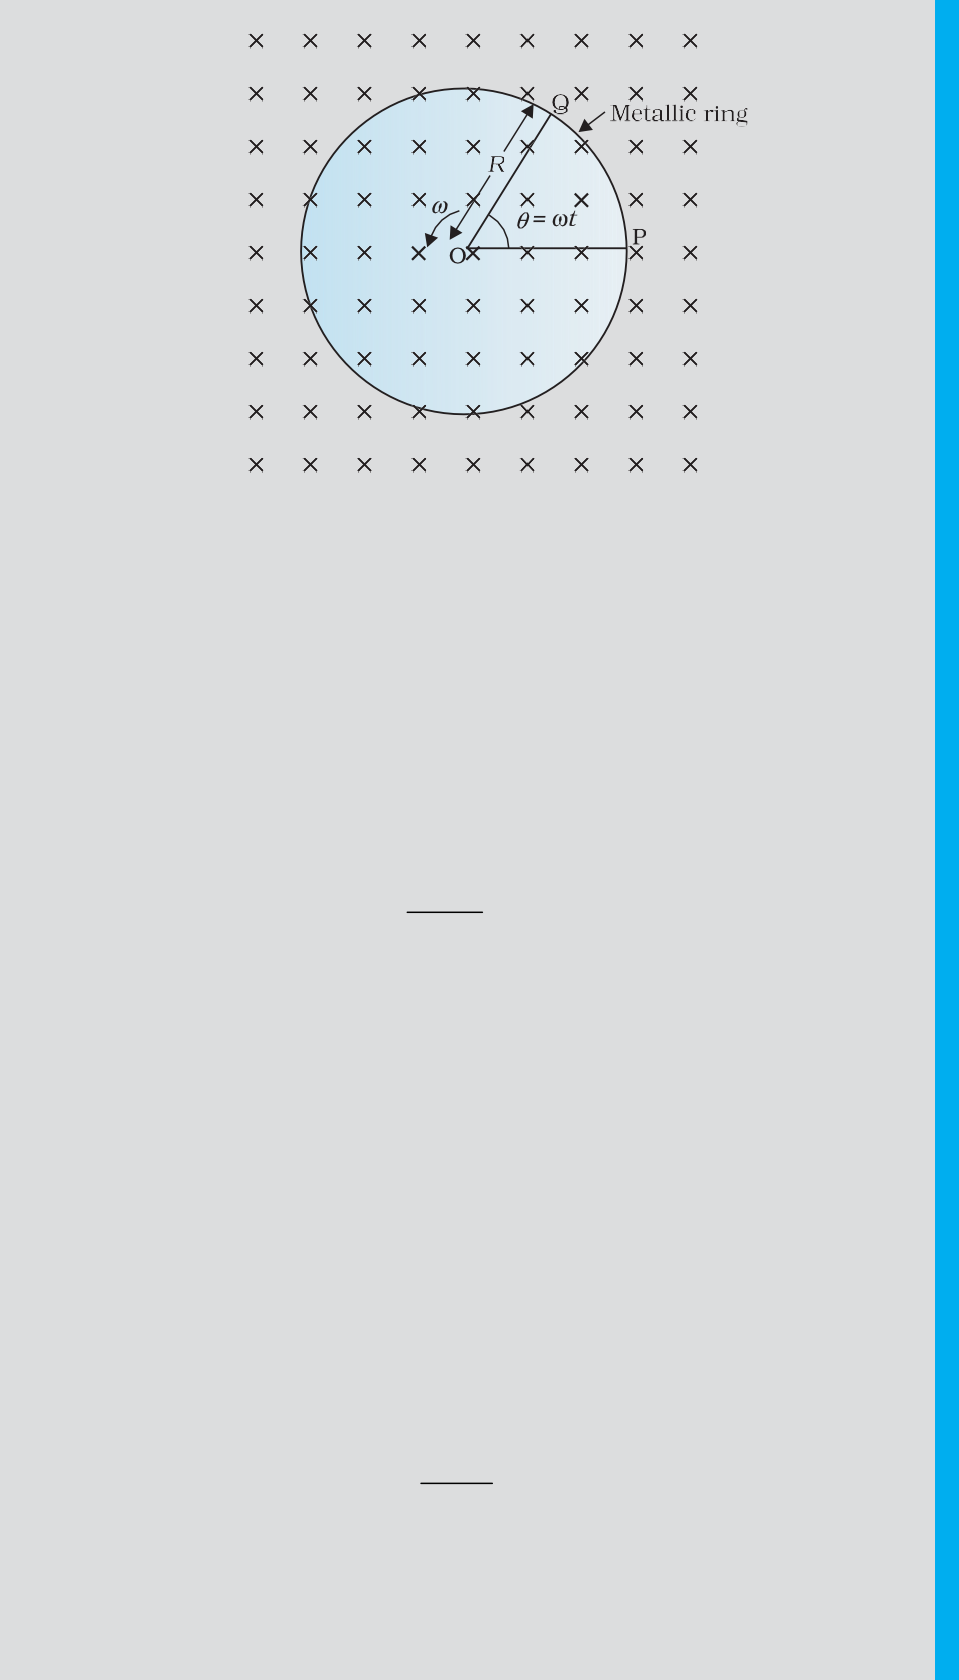 Q
Metallic ring
R
ω
θ = ωt
P
O